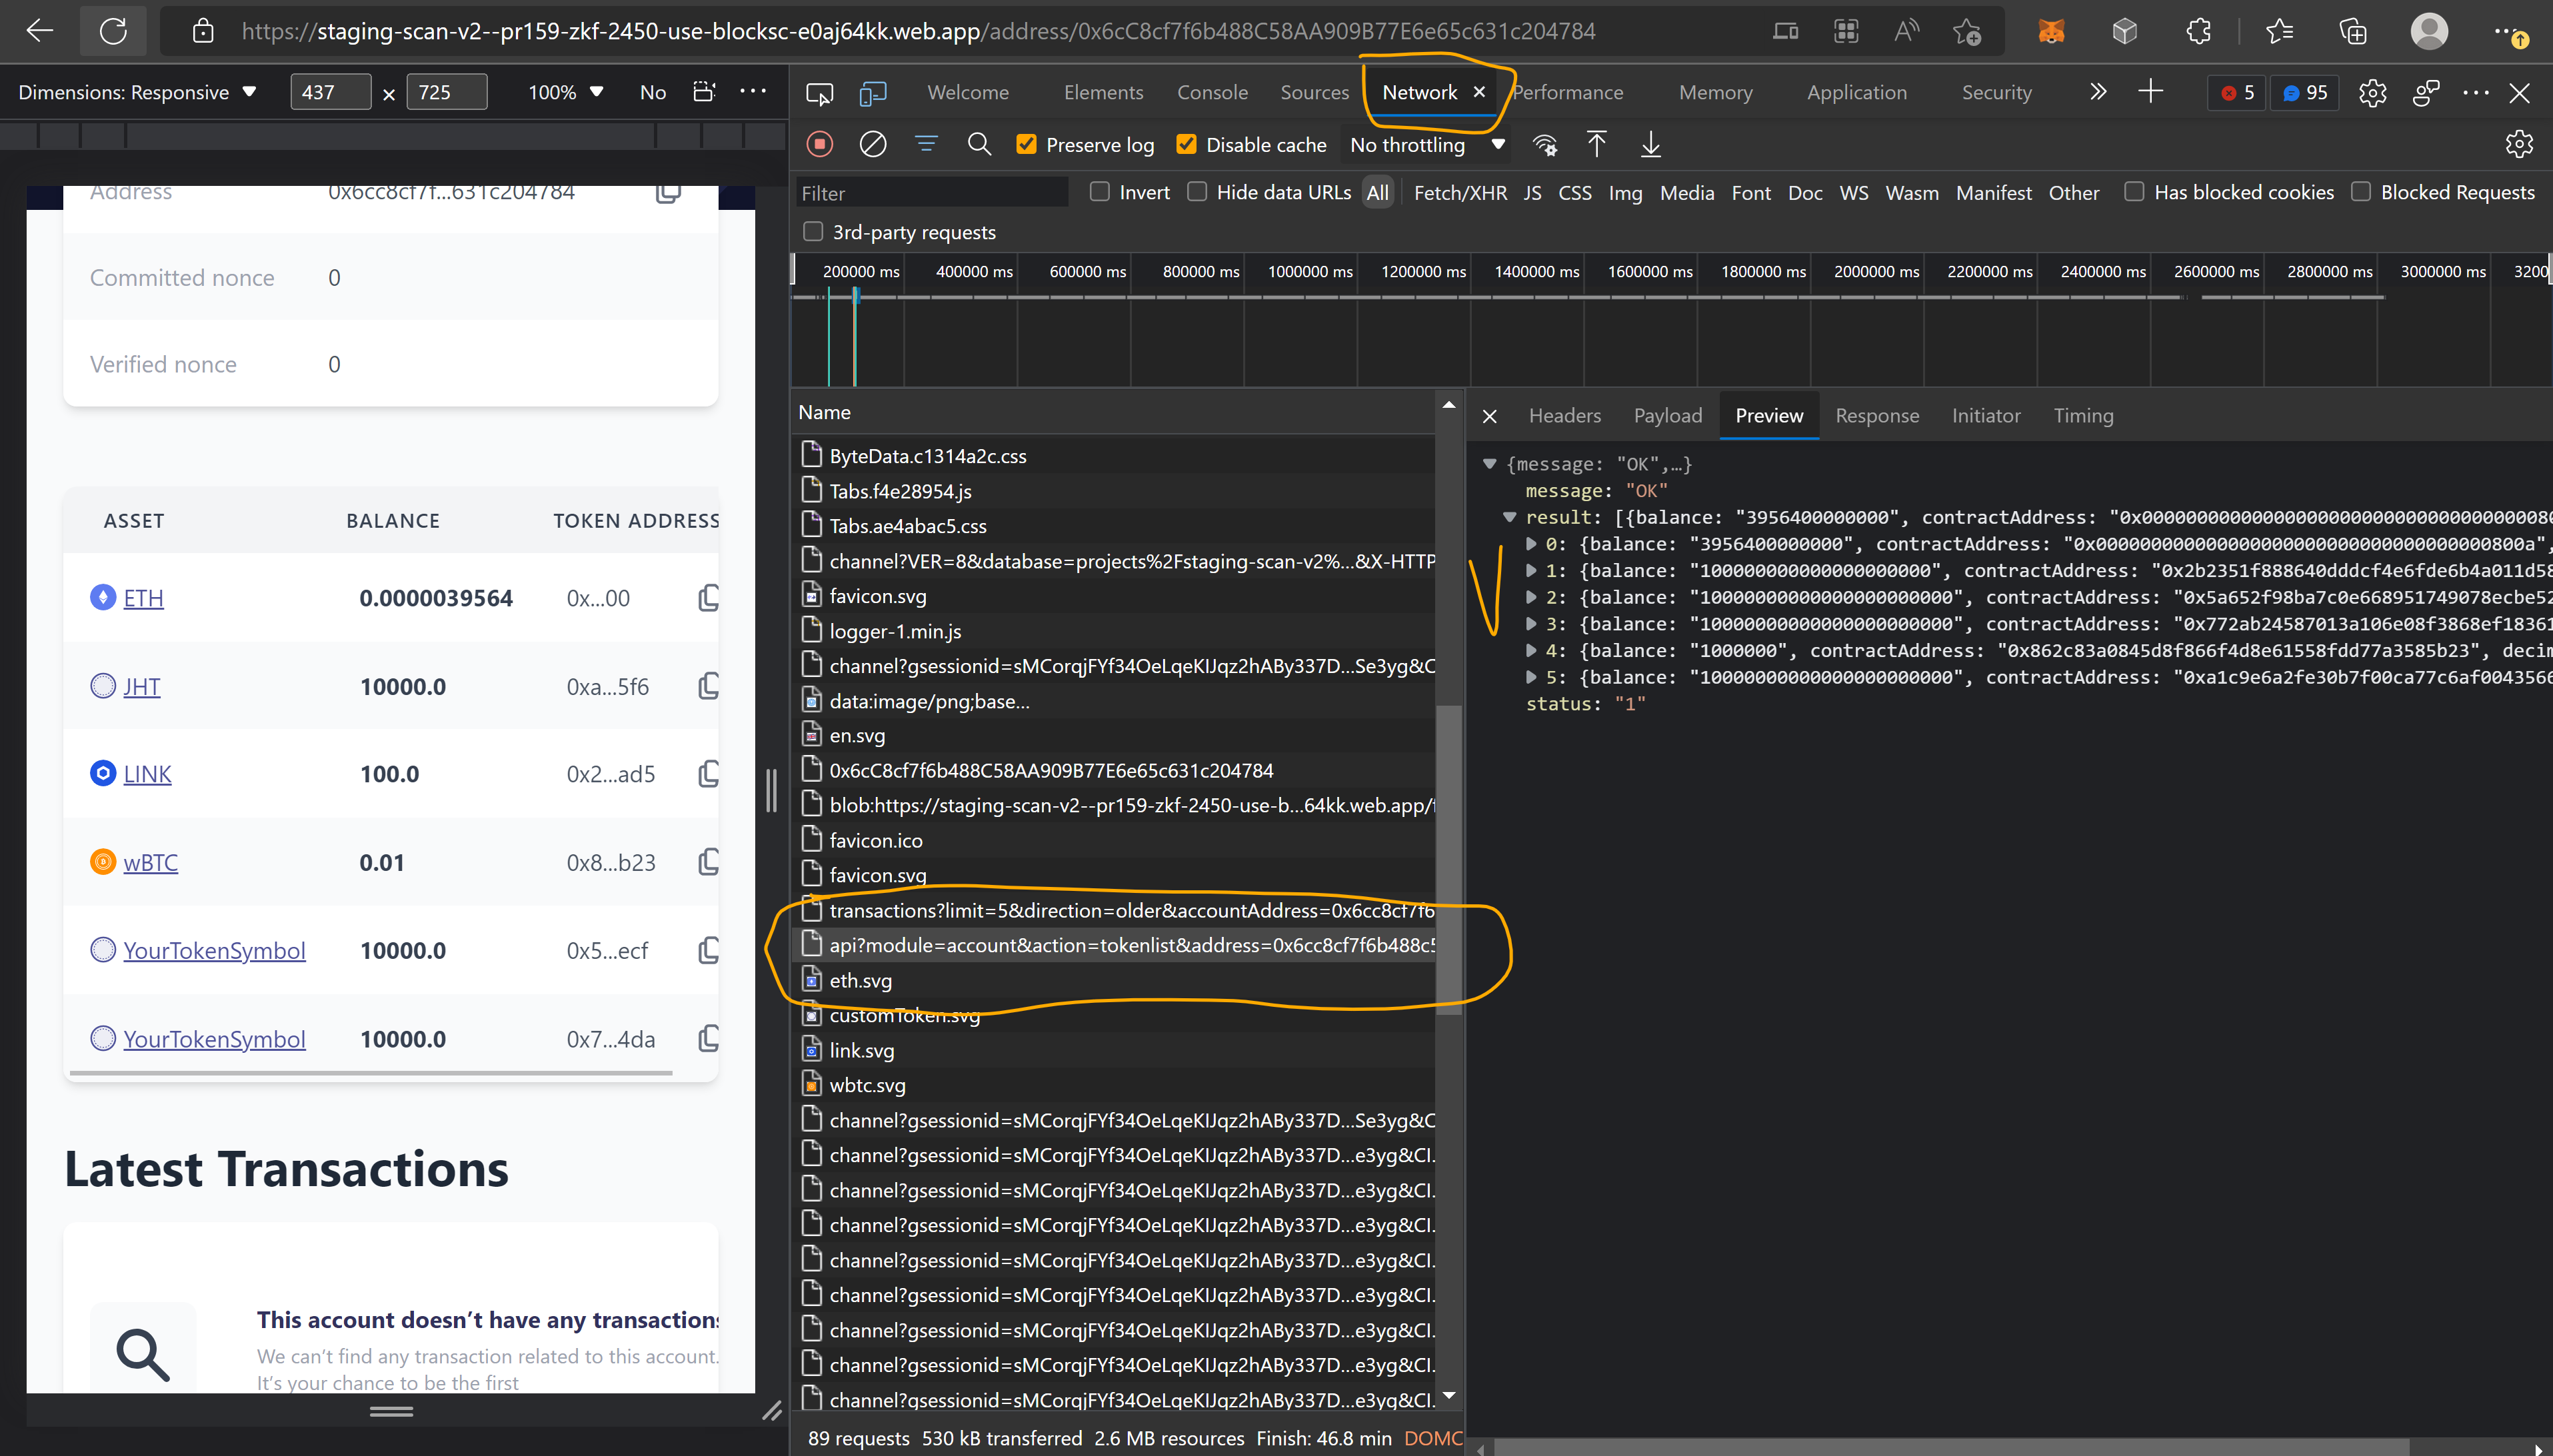 https://staging-scan-v2--pr159-zkf-2450-use-blocksc-e0aj64kk.web.app/address/0x6cC8cf7f6b488C58AA909B77E6e65c631c204784
Dimensions: Responsive 437 × 725 100% No
Welcome Elements Console Sources Network Performance Memory Application Security 5 95
Preserve log Disable cache No throttling
Filter Invert Hide data URLs All Fetch/XHR JS CSS Img Media Font Doc WS Wasm Manifest Other Has blocked cookies Blocked Requests
3rd-party requests
200000 ms 400000 ms 600000 ms 800000 ms 1000000 ms 1200000 ms 1400000 ms 1600000 ms 1800000 ms 2000000 ms 2200000 ms 2400000 ms 2600000 ms 2800000 ms 3000000 ms 3200
Address 0x6cc8cf7f...631c204784
Committed nonce 0
Verified nonce 0
ASSET BALANCE TOKEN ADDRESS
ETH 0.0000039564 0x...00
JHT 10000.0 0xa...5f6
LINK 100.0 0x2...ad5
wBTC 0.01 0x8...b23
YourTokenSymbol 10000.0 0x5...ecf
YourTokenSymbol 10000.0 0x7...4da
Latest Transactions
This account doesn't have any transactions
We can't find any transaction related to this account.
It's your chance to be the first
Name
ByteData.c1314a2c.css
Tabs.f4e28954.js
Tabs.ae4abac5.css
channel?VER=8&database=projects%2Fstaging-scan-v2%...&X-HTTP
favicon.svg
logger-1.min.js
channel?gsessionid=sMCorqjFYf34OeLqeKIJqz2hABy337D...Se3yg&C
data:image/png;base...
en.svg
0x6cC8cf7f6b488C58AA909B77E6e65c631c204784
blob:https://staging-scan-v2--pr159-zkf-2450-use-b...64kk.web.app/f
favicon.ico
favicon.svg
transactions?limit=5&direction=older&accountAddress=0x6cc8cf7f6
api?module=account&action=tokenlist&address=0x6cc8cf7f6b488c5
eth.svg
customToken.svg
link.svg
wbtc.svg
channel?gsessionid=sMCorqjFYf34OeLqeKIJqz2hABy337D...Se3yg&C
channel?gsessionid=sMCorqjFYf34OeLqeKIJqz2hABy337D...e3yg&CI.
channel?gsessionid=sMCorqjFYf34OeLqeKIJqz2hABy337D...e3yg&CI.
channel?gsessionid=sMCorqjFYf34OeLqeKIJqz2hABy337D...e3yg&CI.
channel?gsessionid=sMCorqjFYf34OeLqeKIJqz2hABy337D...e3yg&CI.
channel?gsessionid=sMCorqjFYf34OeLqeKIJqz2hABy337D...e3yg&CI.
channel?gsessionid=sMCorqjFYf34OeLqeKIJqz2hABy337D...e3yg&CI.
channel?gsessionid=sMCorqjFYf34OeLqeKIJqz2hABy337D...e3yg&CI.
channel?gsessionid=sMCorqjFYf34OeLqeKIJqz2hABy337D...e3yg&CI.
89 requests 530 kB transferred 2.6 MB resources Finish: 46.8 min DOMC
Headers Payload Preview Response Initiator Timing
{message: "OK",…}
message: "OK"
result: [{balance: "3956400000000", contractAddress: "0x00000000000000000000000000000000000080
0: {balance: "3956400000000", contractAddress: "0x000000000000000000000000000000000000800a",
1: {balance: "100000000000000000000", contractAddress: "0x2b2351f888640dddcf4e6fde6b4a011d58
2: {balance: "10000000000000000000000", contractAddress: "0x5a652f98ba7c0e668951749078ecbe52
3: {balance: "10000000000000000000000", contractAddress: "0x772ab24587013a106e08f3868ef18361
4: {balance: "1000000", contractAddress: "0x862c83a0845d8f866f4d8e61558fdd77a3585b23", decim
5: {balance: "10000000000000000000000", contractAddress: "0xa1c9e6a2fe30b7f00ca77c6af0043566
status: "1"